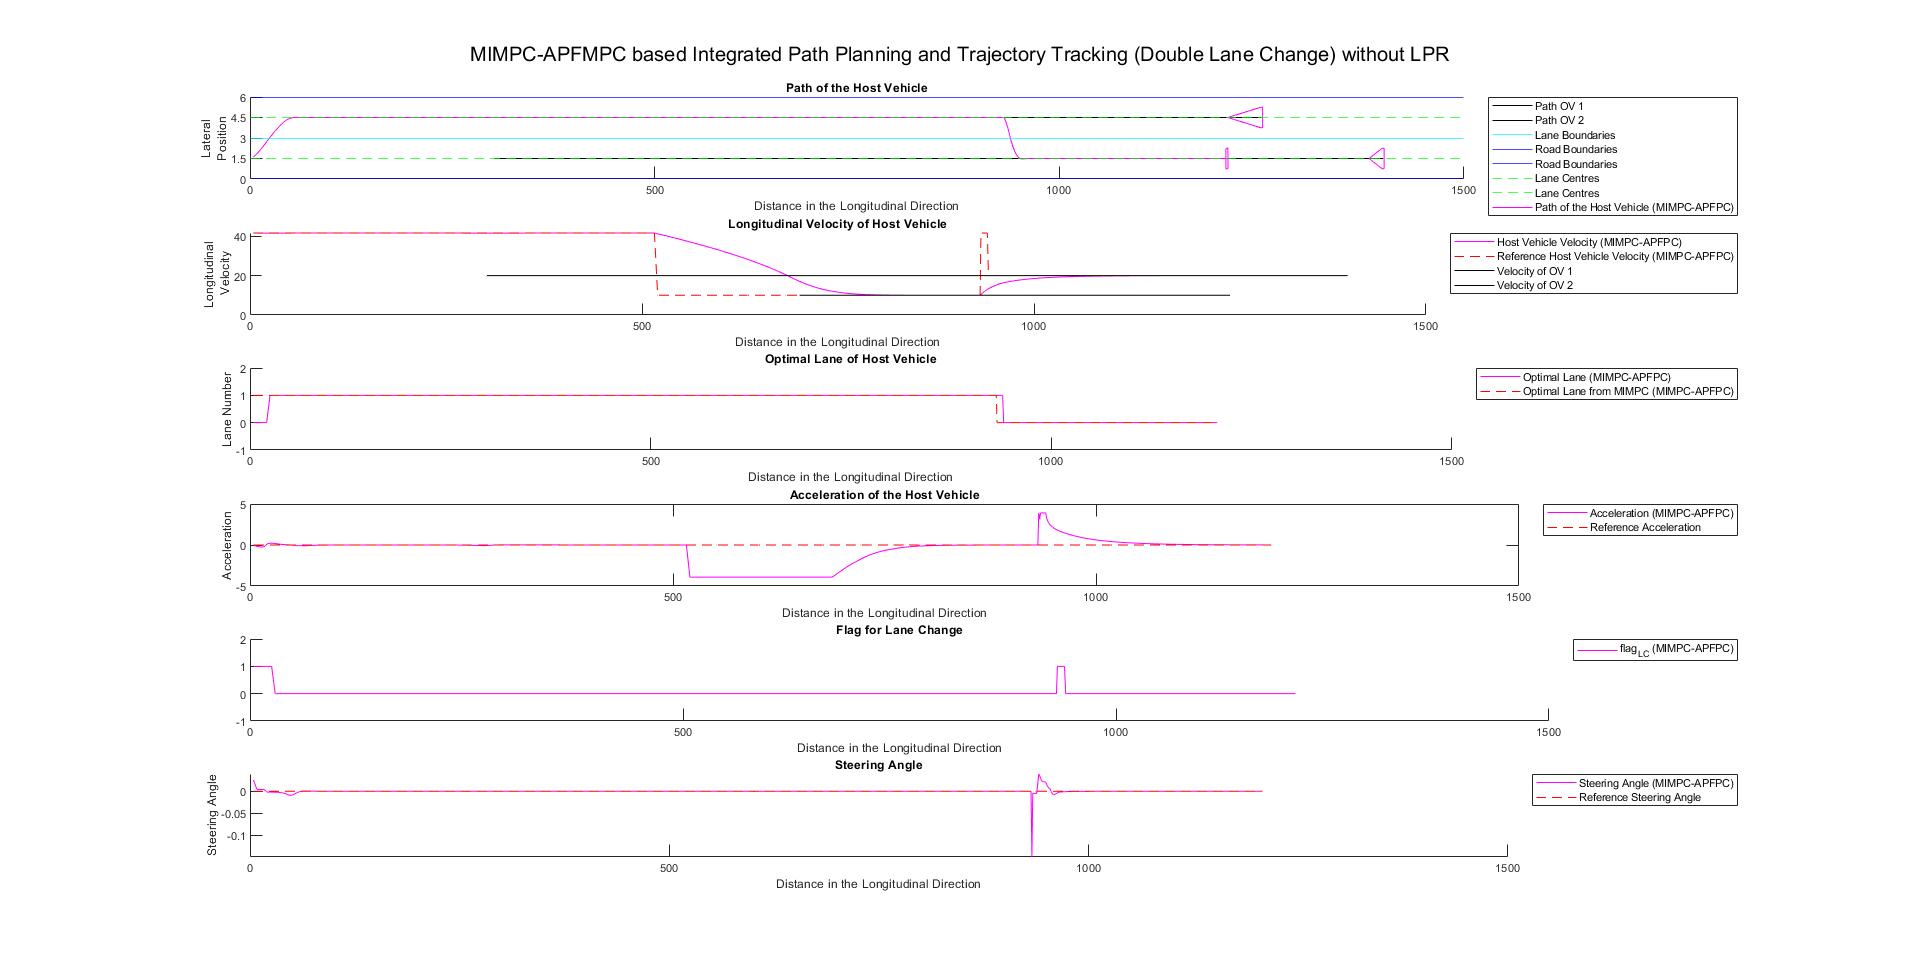 MIMPC-APFMPC based Integrated Path Planning and Trajectory Tracking (Double Lane Change) without LPR
Path of the Host Vehicle
Lateral
Position
6
4.5
3
1.5
0
0
500
1000
1500
Distance in the Longitudinal Direction
Path OV 1
Path OV 2
Lane Boundaries
Road Boundaries
Road Boundaries
Lane Centres
Lane Centres
Path of the Host Vehicle (MIMPC-APFPC)
Longitudinal Velocity of Host Vehicle
Longitudinal
Velocity
40
20
0
0
500
1000
1500
Distance in the Longitudinal Direction
Host Vehicle Velocity (MIMPC-APFPC)
Reference Host Vehicle Velocity (MIMPC-APFPC)
Velocity of OV 1
Velocity of OV 2
Optimal Lane of Host Vehicle
Lane Number
2
1
0
-1
0
500
1000
1500
Distance in the Longitudinal Direction
Optimal Lane (MIMPC-APFPC)
Optimal Lane from MIMPC (MIMPC-APFPC)
Acceleration of the Host Vehicle
Acceleration
5
0
-5
0
500
1000
1500
Distance in the Longitudinal Direction
Acceleration (MIMPC-APFPC)
Reference Acceleration
Flag for Lane Change
2
1
0
-1
0
500
1000
1500
Distance in the Longitudinal Direction
flag LC (MIMPC-APFPC)
Steering Angle
Steering Angle
0
-0.05
-0.1
0
500
1000
1500
Distance in the Longitudinal Direction
Steering Angle (MIMPC-APFPC)
Reference Steering Angle